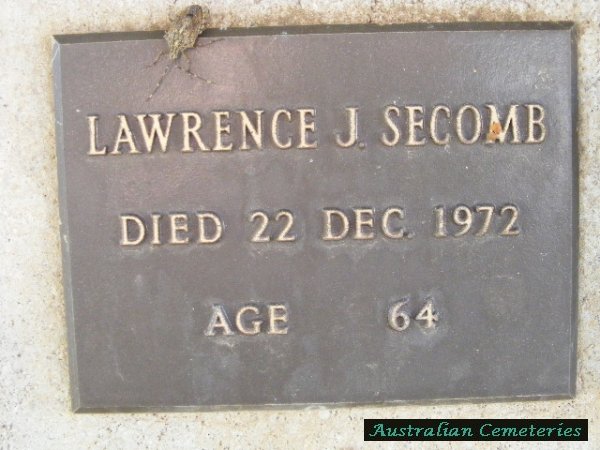 LAWRENCE J. SECOMB
DIED 22 DEC. 1972
AGE 64
Australian Cemeteries